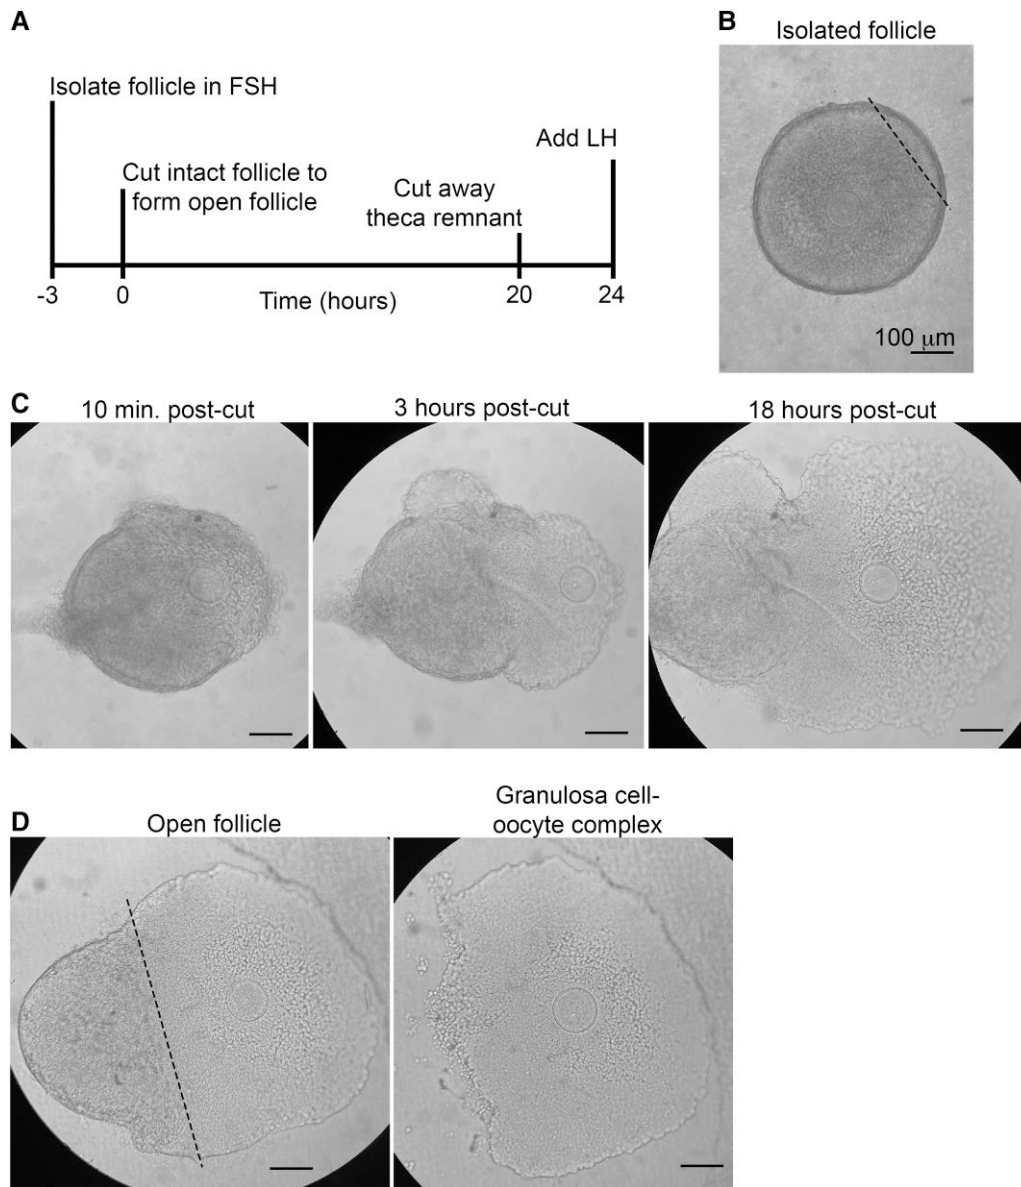 A
Isolate follicle in FSH
Cut intact follicle to
form open follicle
Cut away
theca remnant
Add LH
-3
0
Time (hours)
20
24
B
Isolated follicle
100 μm
C
10 min. post-cut
3 hours post-cut
18 hours post-cut
D
Open follicle
Granulosa cell-
oocyte complex